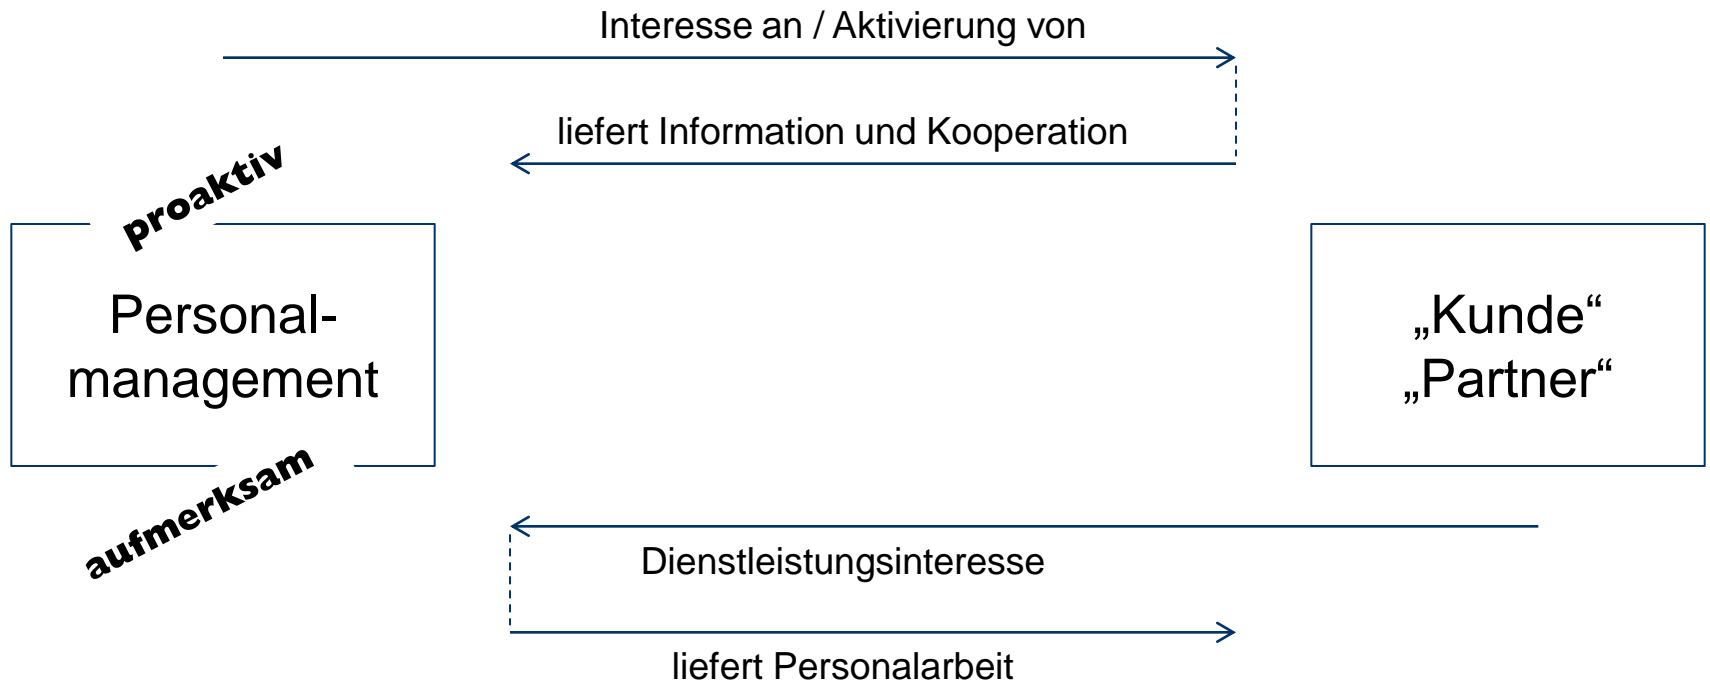 Interesse an / Aktivierung von
liefert Information und Kooperation
proaktiv
Personal-
management
„Kunde“
„Partner“
aufmerksam
Dienstleistungsinteresse
liefert Personalarbeit